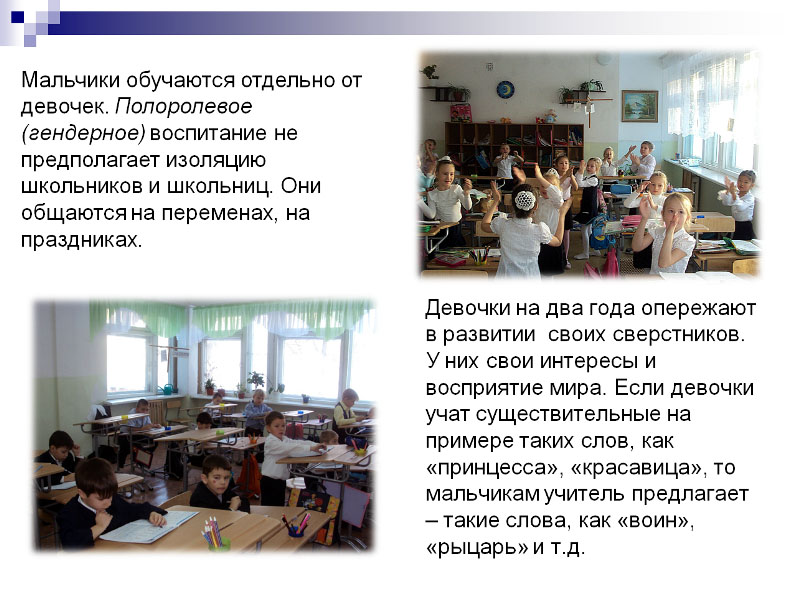 Мальчики обучаются отдельно от
девочек. Полоролевое
(гендерное) воспитание не
предполагает изоляцию
школьников и школьниц. Они
общаются на переменах, на
праздниках.
Девочки на два года опережают
в развитии своих сверстников.
У них свои интересы и
восприятие мира. Если девочки
учат существительные на
примере таких слов, как
«принцесса», «красавица», то
мальчикам учитель предлагает
– такие слова, как «воин»,
«рыцарь» и т.д.